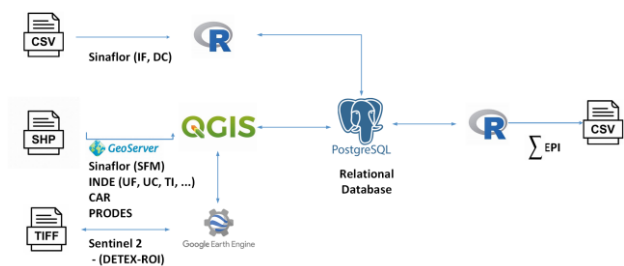 CSV
Sinaflor (IF, DC)
R
SHP
GeoServer
QGIS
Sinaflor (SFM)
INDE (UF, UC, TI, ...)
CAR
PRODES
PostgreSQL
Relational
Database
R
∑ EPI
CSV
TIFF
Sentinel 2
- (DETEX-ROI)
Google Earth Engine